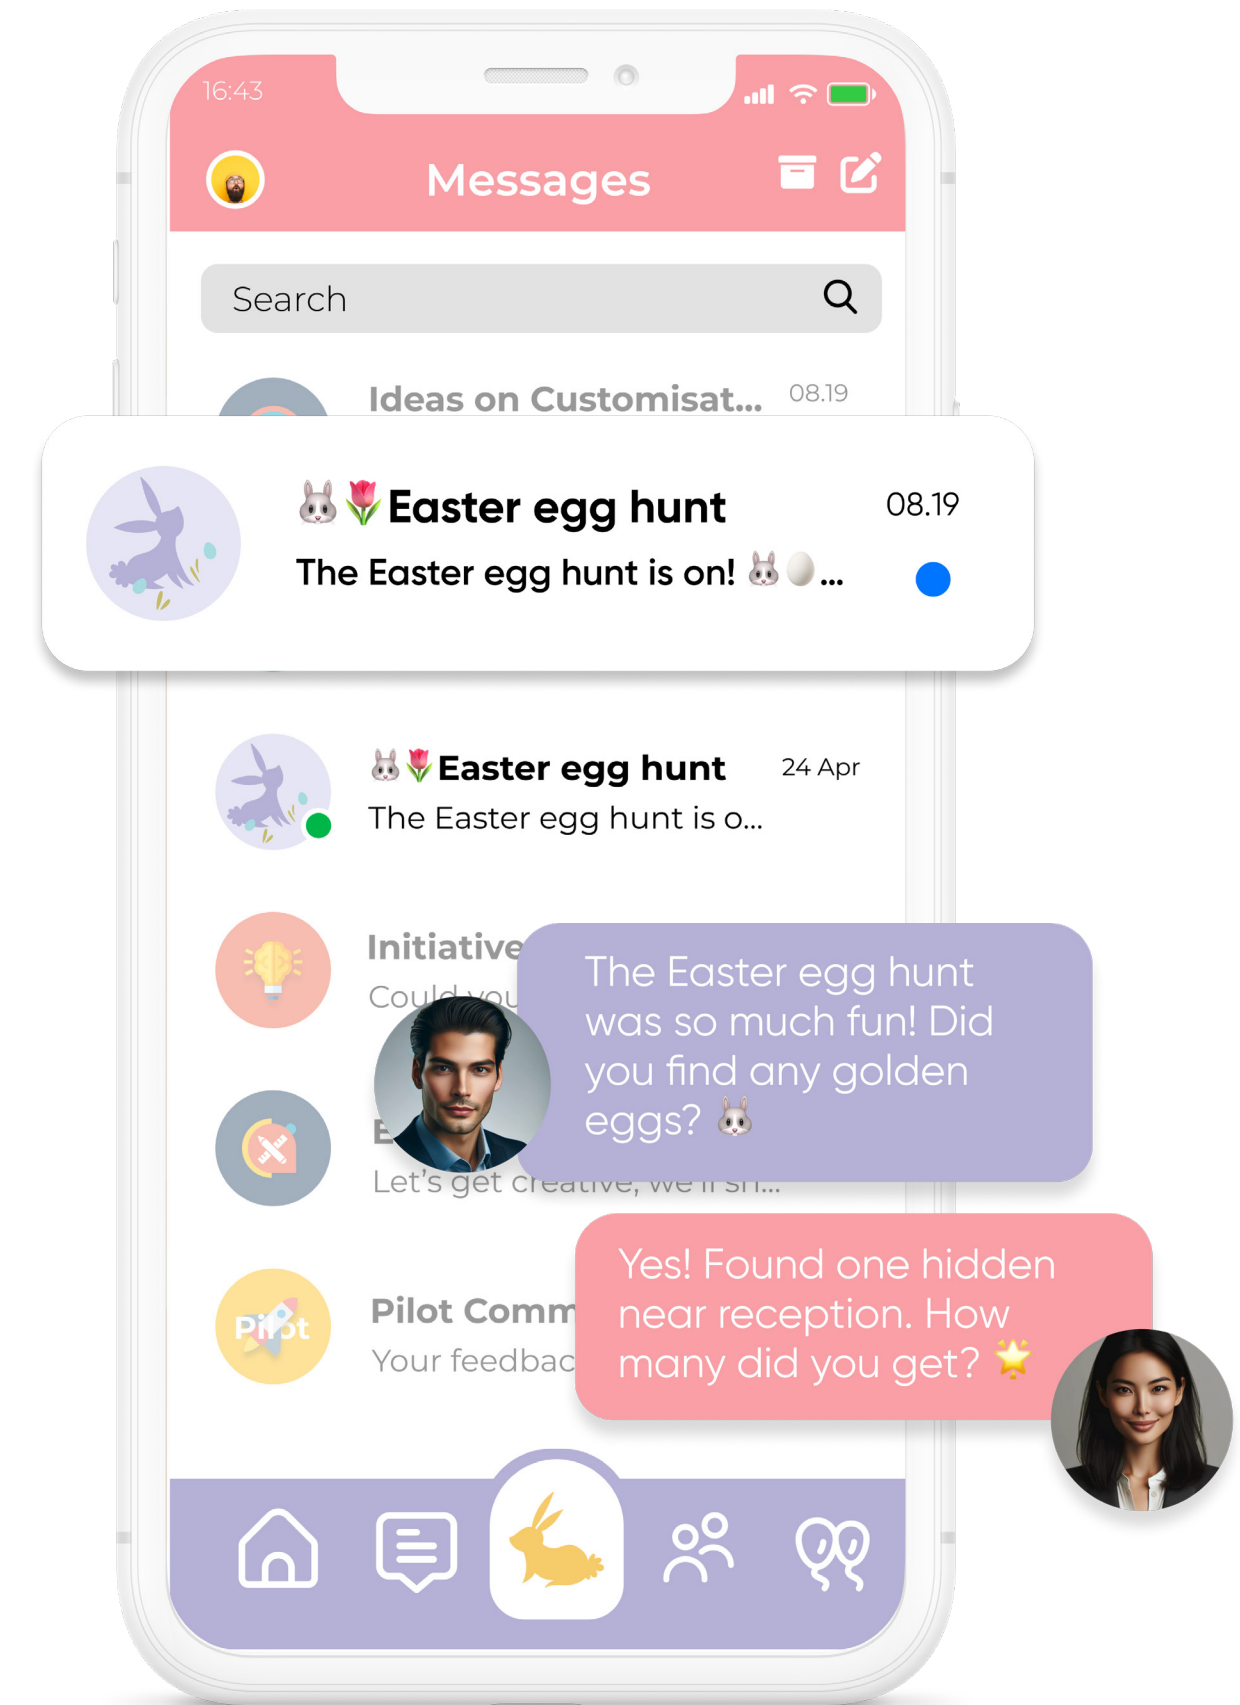 16:43
Messages
Search
Ideas on Customisat... 08.19
🐰🌷Easter egg hunt 08.19
The Easter egg hunt is on! 🐰🥚...
🐰🌷Easter egg hunt 24 Apr
The Easter egg hunt is o...
Initiative
Could you
The Easter egg hunt
was so much fun! Did
you find any golden
eggs? 🐰
Let's get creative, we'll sh...
Yes! Found one hidden
near reception. How
many did you get? 🌟
Pilot
Pilot Comm
Your feedbac